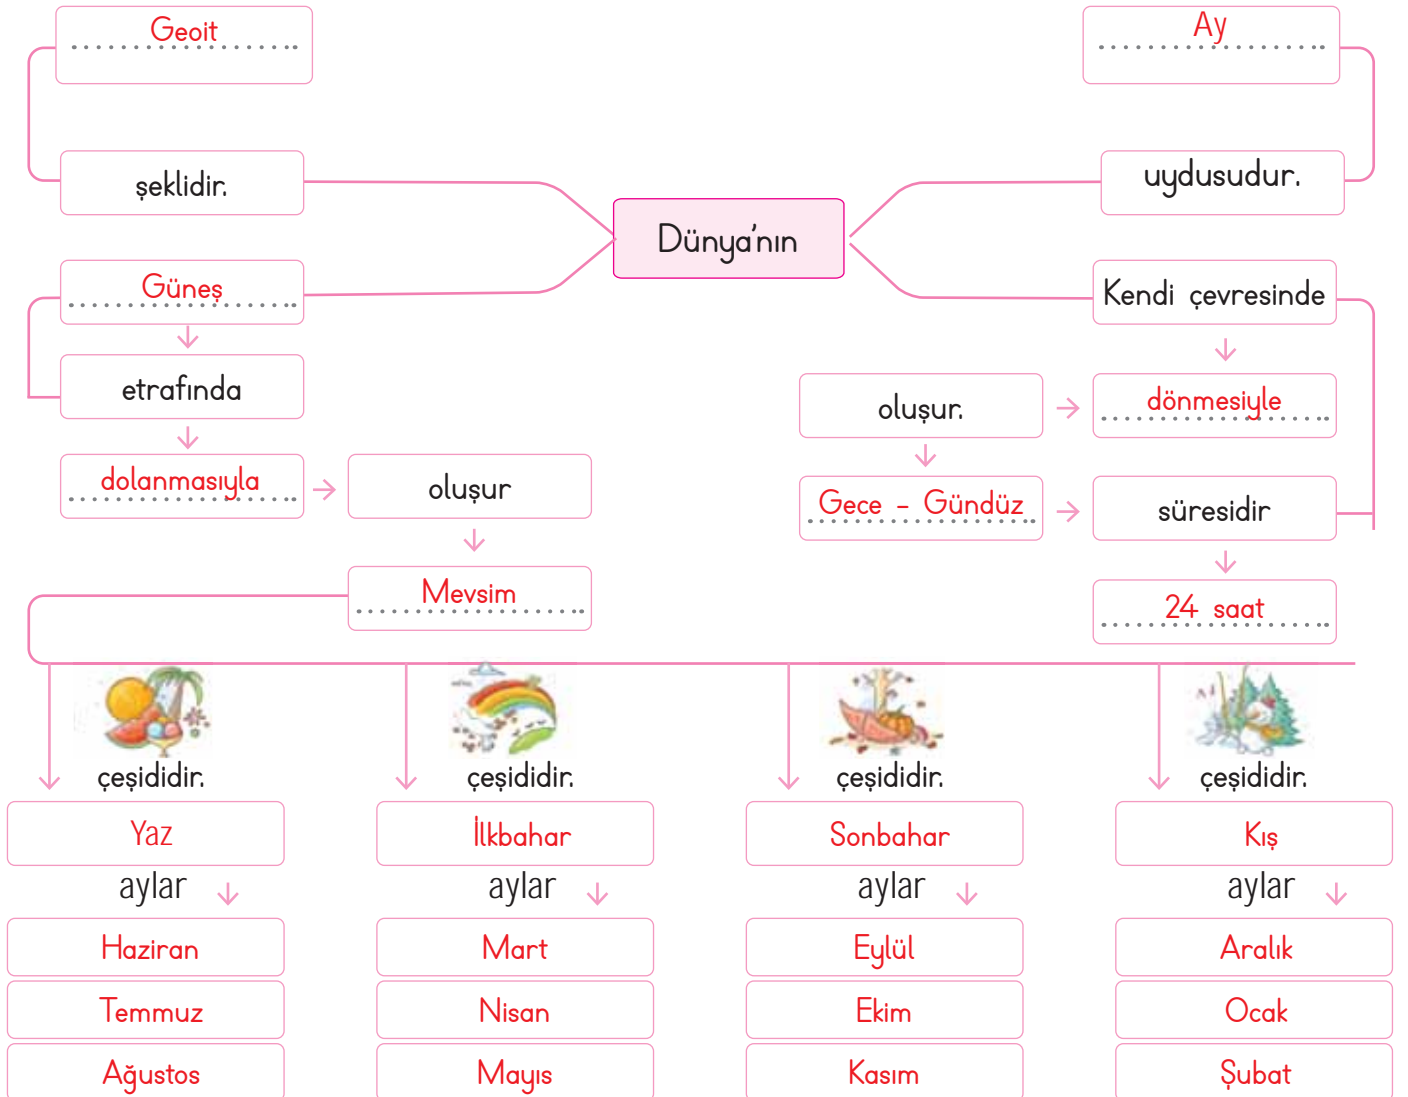 Geoit
Ay
şeklidir.
uydusudur.
Dünya'nın
Güneş
Kendi çevresinde
etrafında
oluşur.
dönmesiyle
dolanmasıyla
oluşur
Gece - Gündüz
süresidir
Mevsim
24 saat
çeşididir.
çeşididir.
çeşididir.
çeşididir.
Yaz
İlkbahar
Sonbahar
Kış
aylar
aylar
aylar
aylar
Haziran
Mart
Eylül
Aralık
Temmuz
Nisan
Ekim
Ocak
Ağustos
Mayıs
Kasım
Şubat